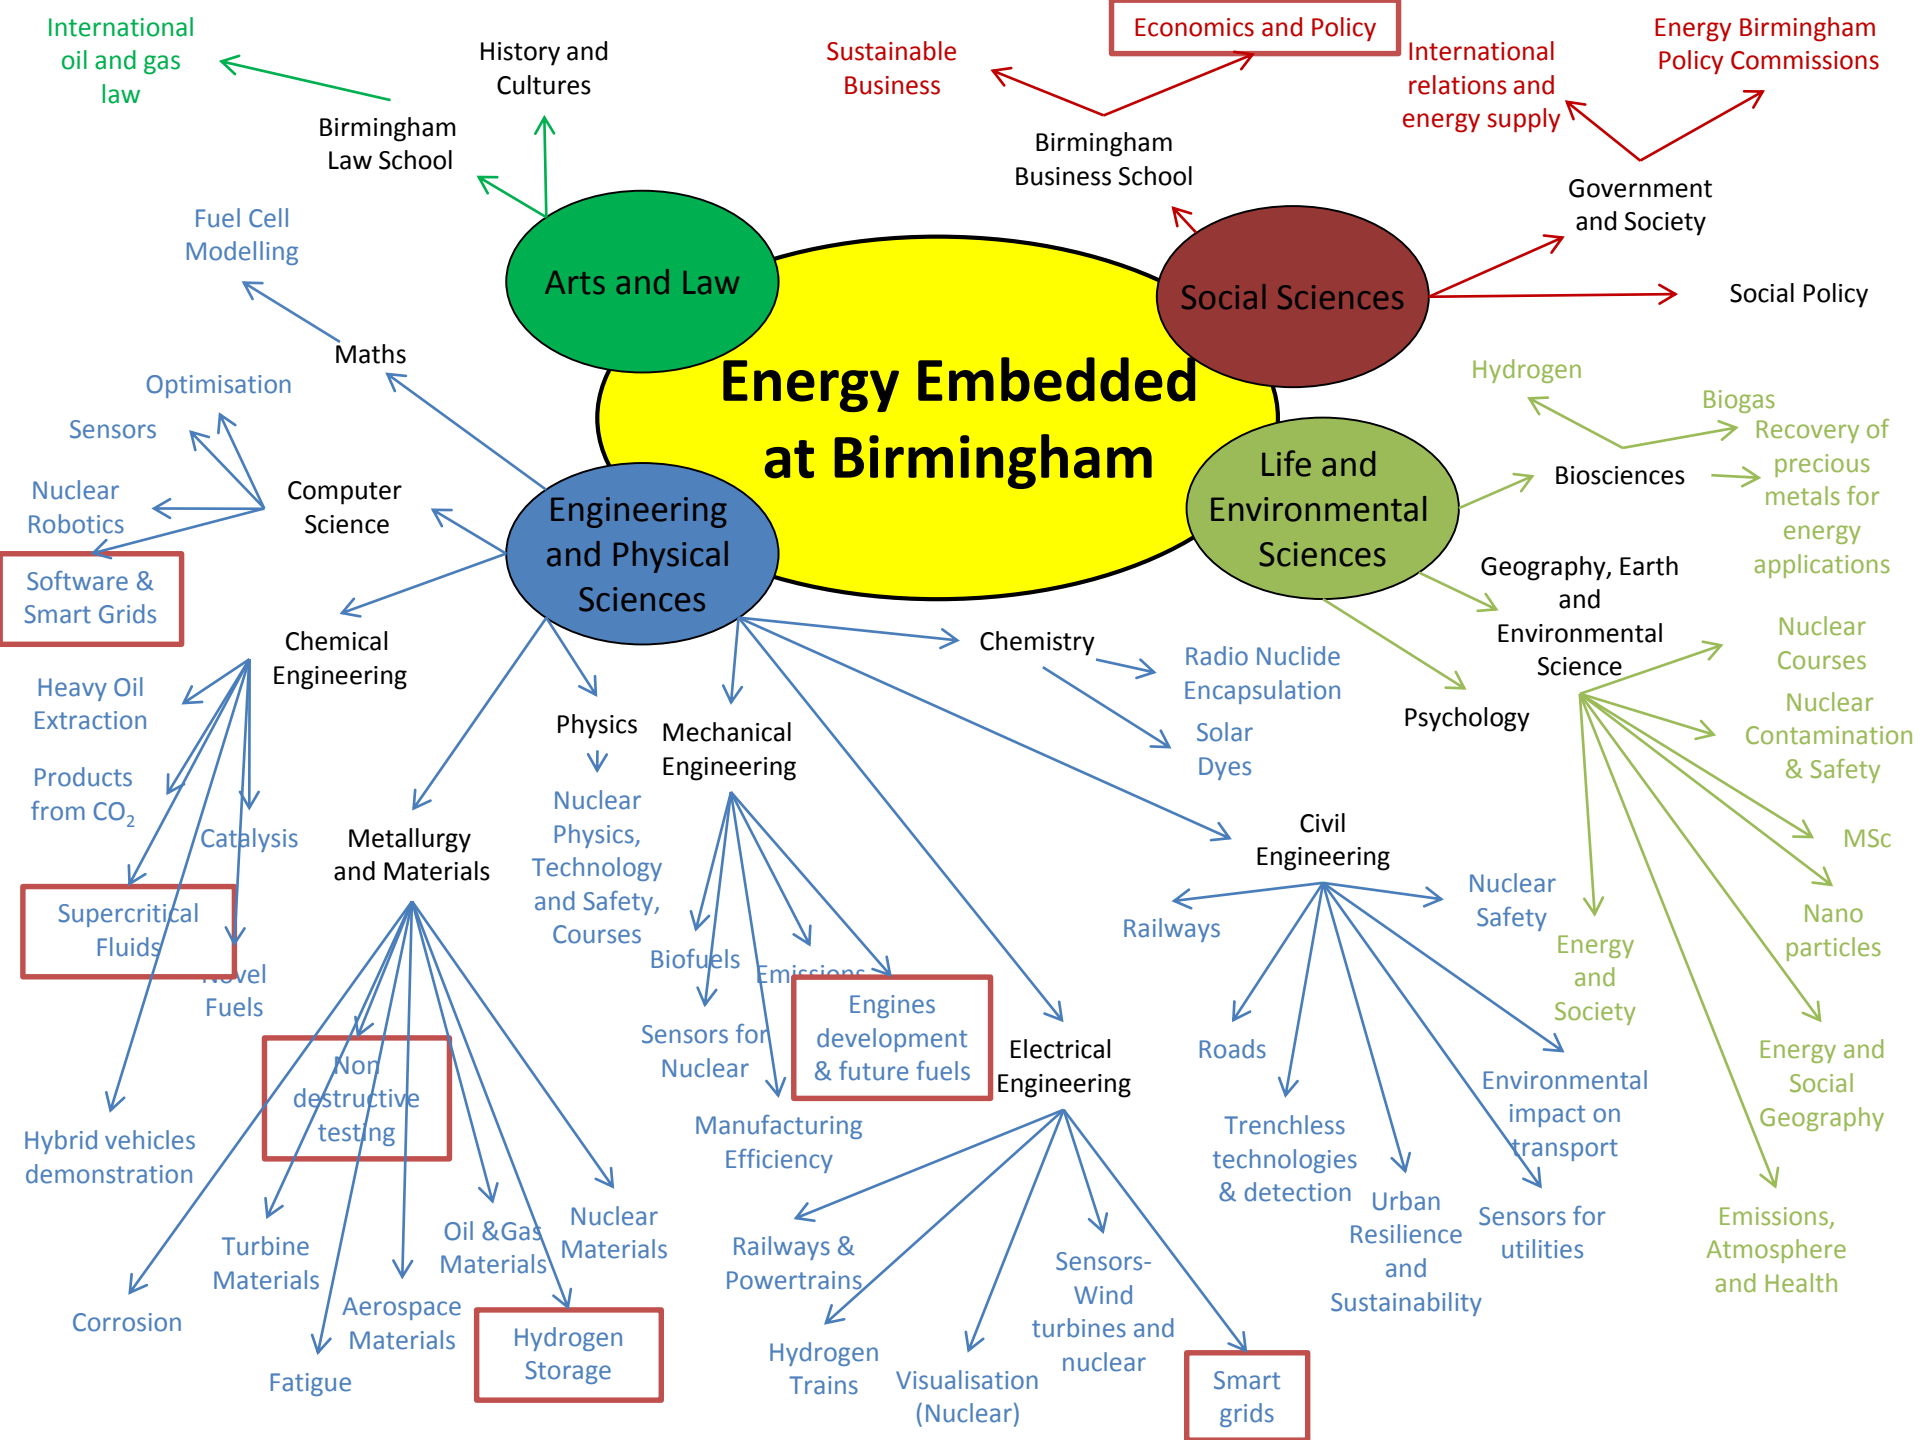 International
oil and gas
law
History and
Cultures
Birmingham
Law School
Sustainable
Business
Economics and Policy
Birmingham
Business School
International
relations and
energy supply
Energy Birmingham
Policy Commissions
Government
and Society
Social Policy
Arts and Law
Social Sciences
Energy Embedded
at Birmingham
Fuel Cell
Modelling
Maths
Optimisation
Sensors
Nuclear
Robotics
Computer
Science
Software &
Smart Grids
Engineering
and Physical
Sciences
Life and
Environmental
Sciences
Hydrogen
Biogas
Recovery of
precious
metals for
energy
applications
Biosciences
Geography, Earth
and
Environmental
Science
Psychology
Nuclear
Courses
Nuclear
Contamination
& Safety
MSc
Nano
particles
Energy
and
Society
Energy and
Social
Geography
Emissions,
Atmosphere
and Health
Chemical
Engineering
Heavy Oil
Extraction
Products
from CO₂
Catalysis
Supercritical
Fluids
Novel
Fuels
Hybrid vehicles
demonstration
Metallurgy
and Materials
Non
destructive
testing
Corrosion
Turbine
Materials
Fatigue
Aerospace
Materials
Oil &Gas
Materials
Hydrogen
Storage
Nuclear
Materials
Physics
Nuclear
Physics,
Technology
and Safety,
Courses
Mechanical
Engineering
Biofuels
Emissions
Sensors for
Nuclear
Engines
development
& future fuels
Manufacturing
Efficiency
Chemistry
Radio Nuclide
Encapsulation
Solar
Dyes
Electrical
Engineering
Railways &
Powertrains
Hydrogen
Trains
Visualisation
(Nuclear)
Sensors-
Wind
turbines and
nuclear
Smart
grids
Civil
Engineering
Railways
Nuclear
Safety
Roads
Trenchless
technologies
& detection
Urban
Resilience
and
Sustainability
Sensors for
utilities
Environmental
impact on
transport